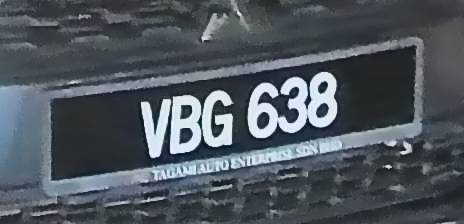 VBG 638
TAGAMI AUTO ENTERPRISE SDN BHD